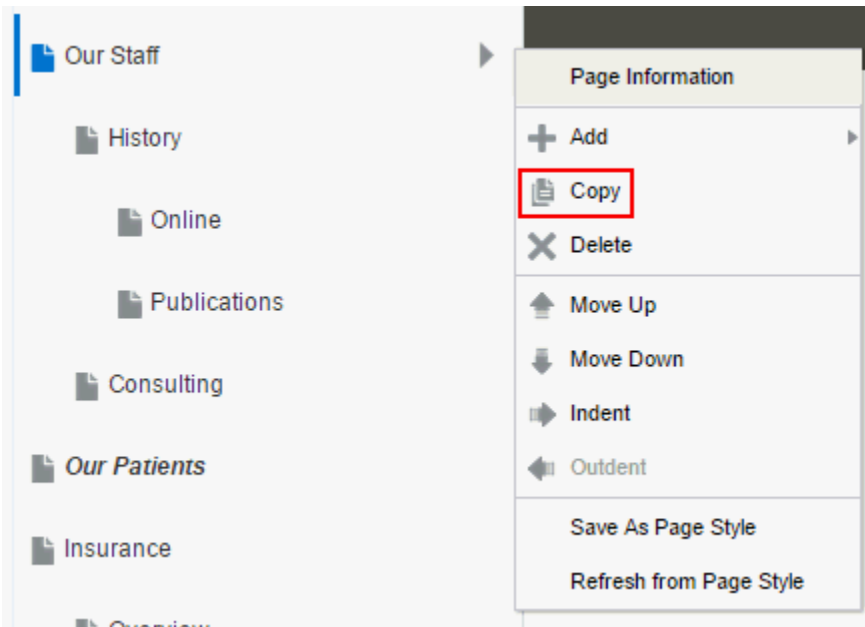 Our Staff
History
Online
Publications
Consulting
Our Patients
Insurance
Overview
Page Information
Add
Copy
Delete
Move Up
Move Down
Indent
Outdent
Save As Page Style
Refresh from Page Style